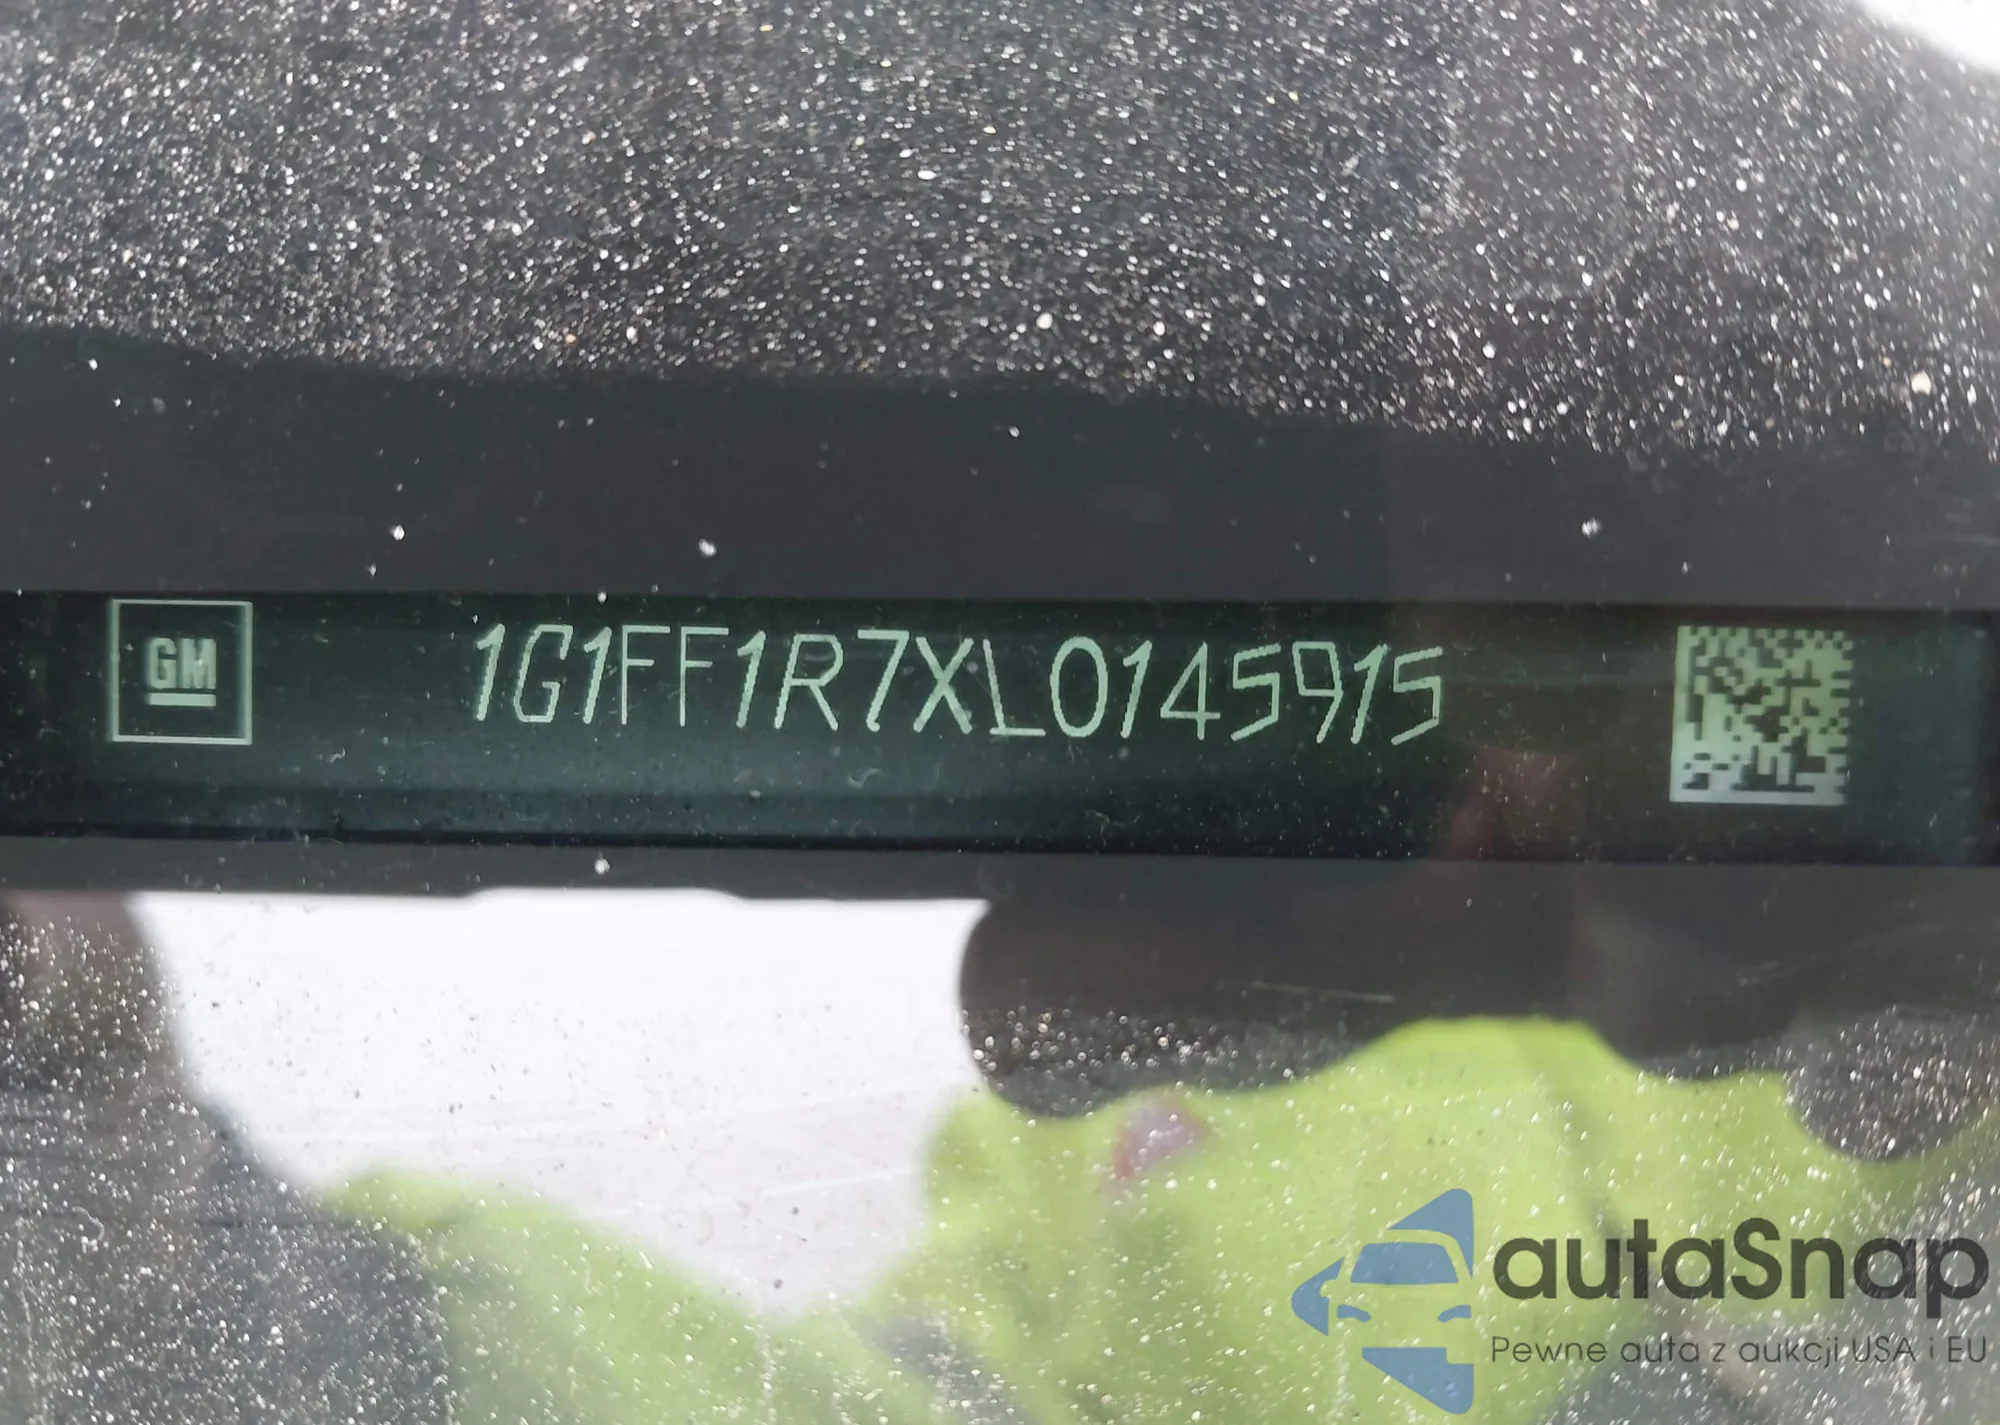 GM 1G1FF1R7XL0145915
autaSnap
Pewne auta z aukcji USA i EU